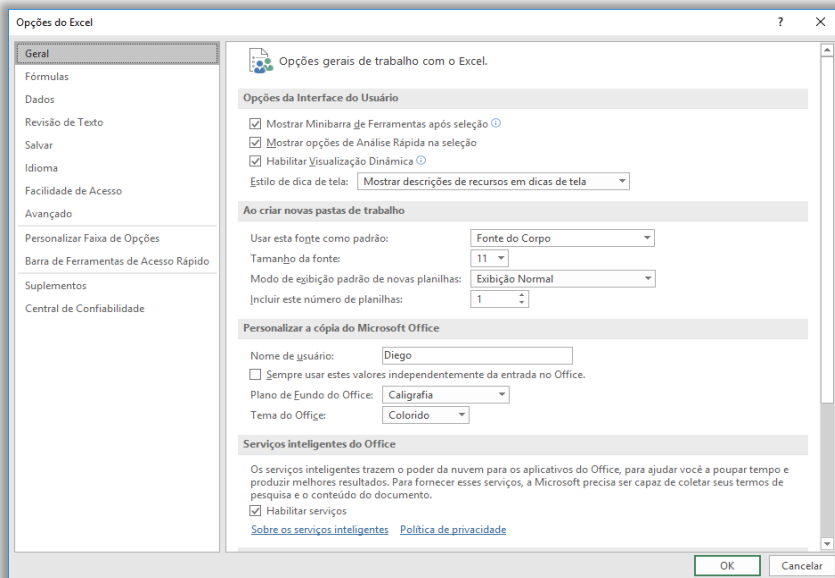 Opções do Excel
? ×
Geral
Fórmulas
Dados
Revisão de Texto
Salvar
Idioma
Facilidade de Acesso
Avançado
Personalizar Faixa de Opções
Barra de Ferramentas de Acesso Rápido
Suplementos
Central de Confiabilidade
Opções gerais de trabalho com o Excel.
Opções da Interface do Usuário
Mostrar Minibarra de Ferramentas após seleção
Mostrar opções de Análise Rápida na seleção
Habilitar Visualização Dinâmica
Estilo de dica de tela: Mostrar descrições de recursos em dicas de tela
Ao criar novas pastas de trabalho
Usar esta fonte como padrão: Fonte do Corpo
Tamanho da fonte: 11
Modo de exibição padrão de novas planilhas: Exibição Normal
Incluir este número de planilhas: 1
Personalizar a cópia do Microsoft Office
Nome de usuário: Diego
Sempre usar estes valores independentemente da entrada no Office.
Plano de Fundo do Office: Caligrafia
Tema do Office: Colorido
Serviços inteligentes do Office
Os serviços inteligentes trazem o poder da nuvem para os aplicativos do Office, para ajudar você a poupar tempo e
produzir melhores resultados. Para fornecer esses serviços, a Microsoft precisa ser capaz de coletar seus termos de
pesquisa e o conteúdo do documento.
Habilitar serviços
Sobre os serviços inteligentes Política de privacidade
OK Cancelar